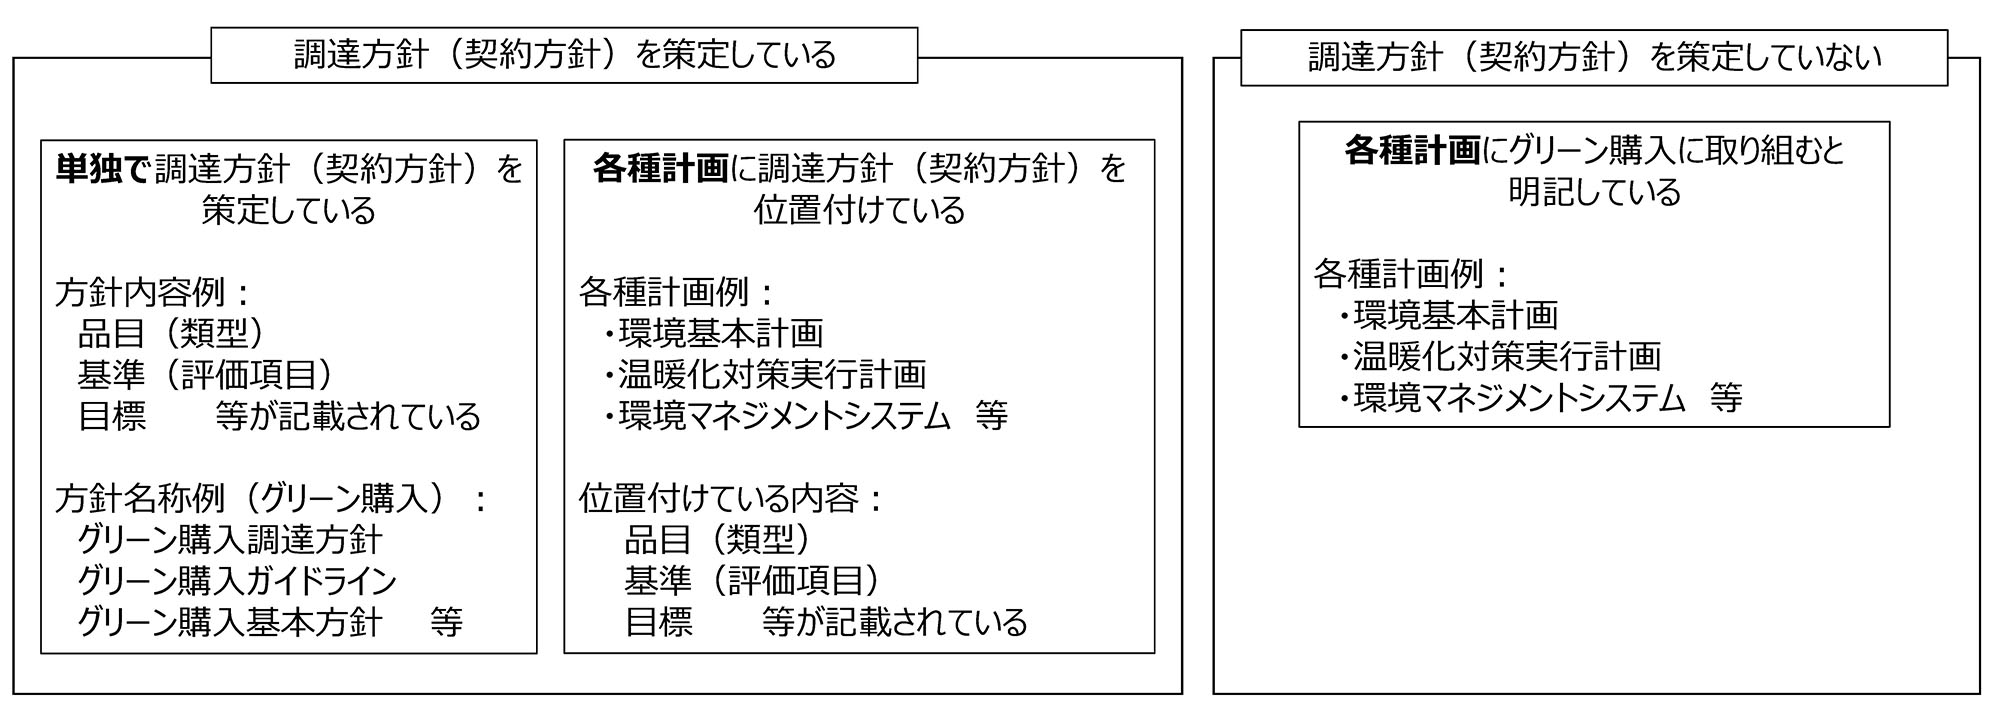 調達方針（契約方針）を策定している
単独で調達方針（契約方針）を
策定している
方針内容例：
品目（類型）
基準（評価項目）
目標　　等が記載されている
方針名称例（グリーン購入）：
グリーン購入調達方針
グリーン購入ガイドライン
グリーン購入基本方針　等
各種計画に調達方針（契約方針）を
位置付けている
各種計画例：
・環境基本計画
・温暖化対策実行計画
・環境マネジメントシステム　等
位置付けている内容：
品目（類型）
基準（評価項目）
目標　　等が記載されている
調達方針（契約方針）を策定していない
各種計画にグリーン購入に取り組むと
明記している
各種計画例：
・環境基本計画
・温暖化対策実行計画
・環境マネジメントシステム　等